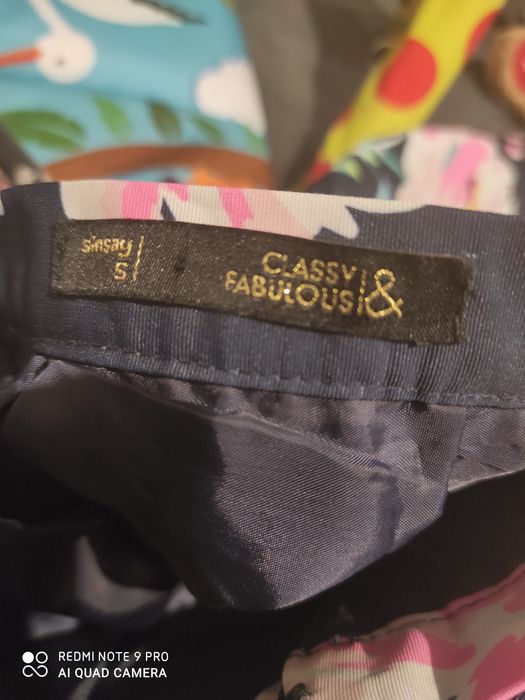 sinsay
S
CLASSY
FABULOUS
&
REDMI NOTE 9 PRO
AI QUAD CAMERA